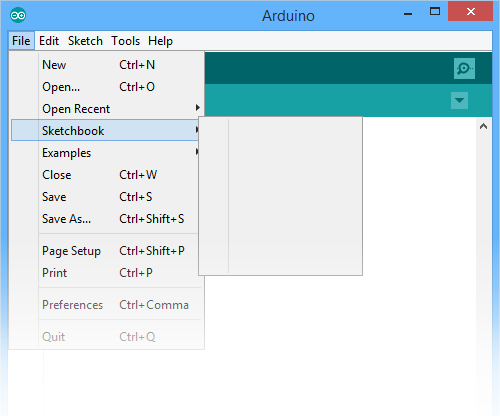 Arduino
File Edit Sketch Tools Help
New Ctrl+N
Open... Ctrl+O
Open Recent
Sketchbook
Examples
Close Ctrl+W
Save Ctrl+S
Save As... Ctrl+Shift+S
Page Setup Ctrl+Shift+P
Print Ctrl+P
Preferences Ctrl+Comma
Quit Ctrl+Q